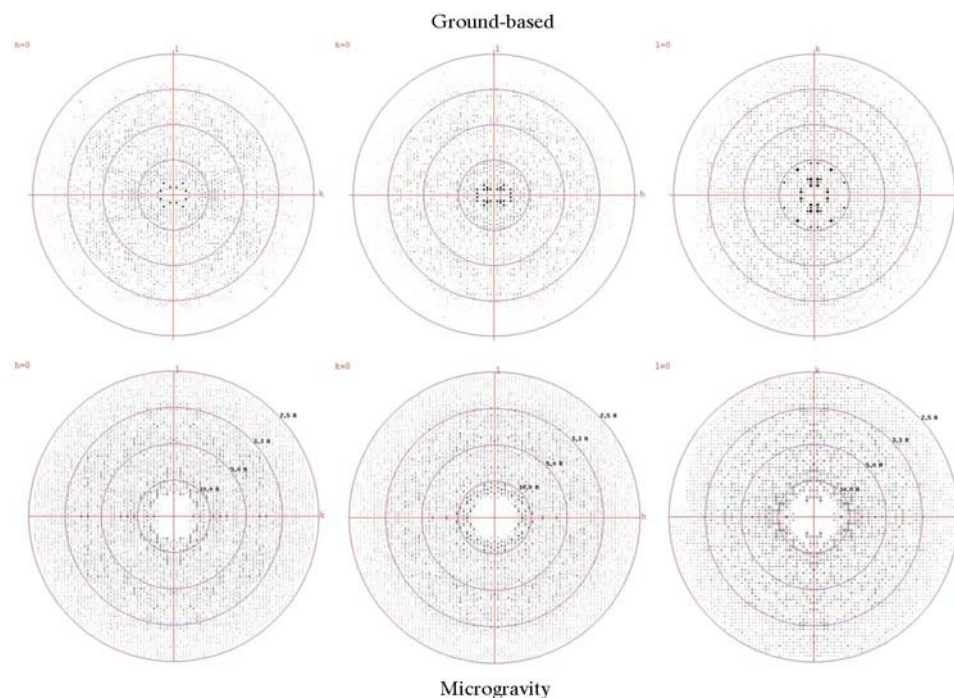 Ground-based
h=0
l
k
k=0
l
h
l=0
k
h
h=0
l
2.5 A
3.3 A
5.0 A
10.0 A
k
k=0
l
2.5 A
3.3 A
5.0 A
10.0 A
h
l=0
k
2.5 A
3.3 A
5.0 A
10.0 A
h
Microgravity